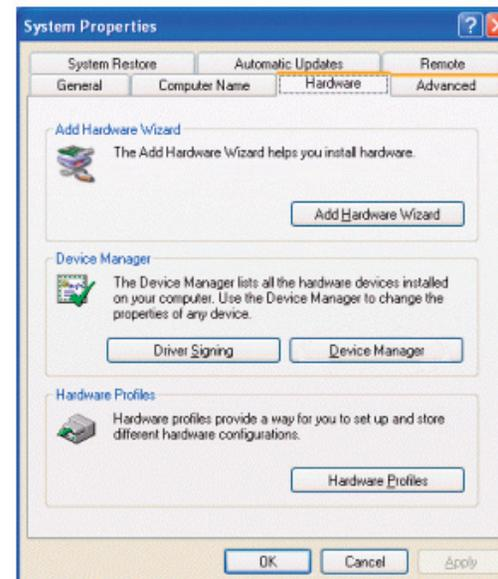 System Properties
System Restore Automatic Updates Remote
General Computer Name Hardware Advanced
Add Hardware Wizard
The Add Hardware Wizard helps you install hardware.
Add Hardware Wizard
Device Manager
The Device Manager lists all the hardware devices installed
on your computer. Use the Device Manager to change the
properties of any device.
Driver Signing Device Manager
Hardware Profiles
Hardware profiles provide a way for you to set up and store
different hardware configurations.
Hardware Profiles
OK Cancel Apply